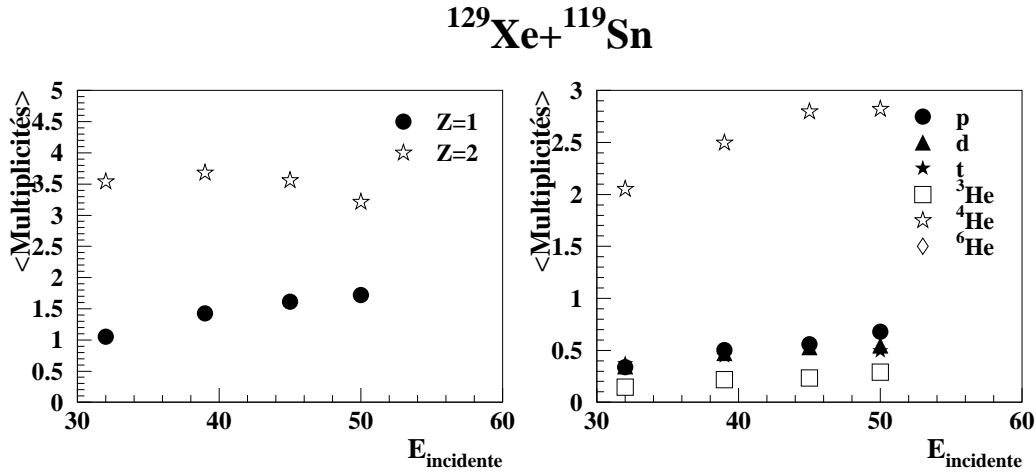 ¹²⁹Xe+¹¹⁹Sn
<Multiplicités>
5
4.5
4
3.5
3
2.5
2
1.5
1
0.5
0
30
40
50
60
E_incidente
Z=1
Z=2
<Multiplicités>
3
2.5
2
1.5
1
0.5
0
30
40
50
60
E_incidente
p
d
t
³He
⁴He
⁶He